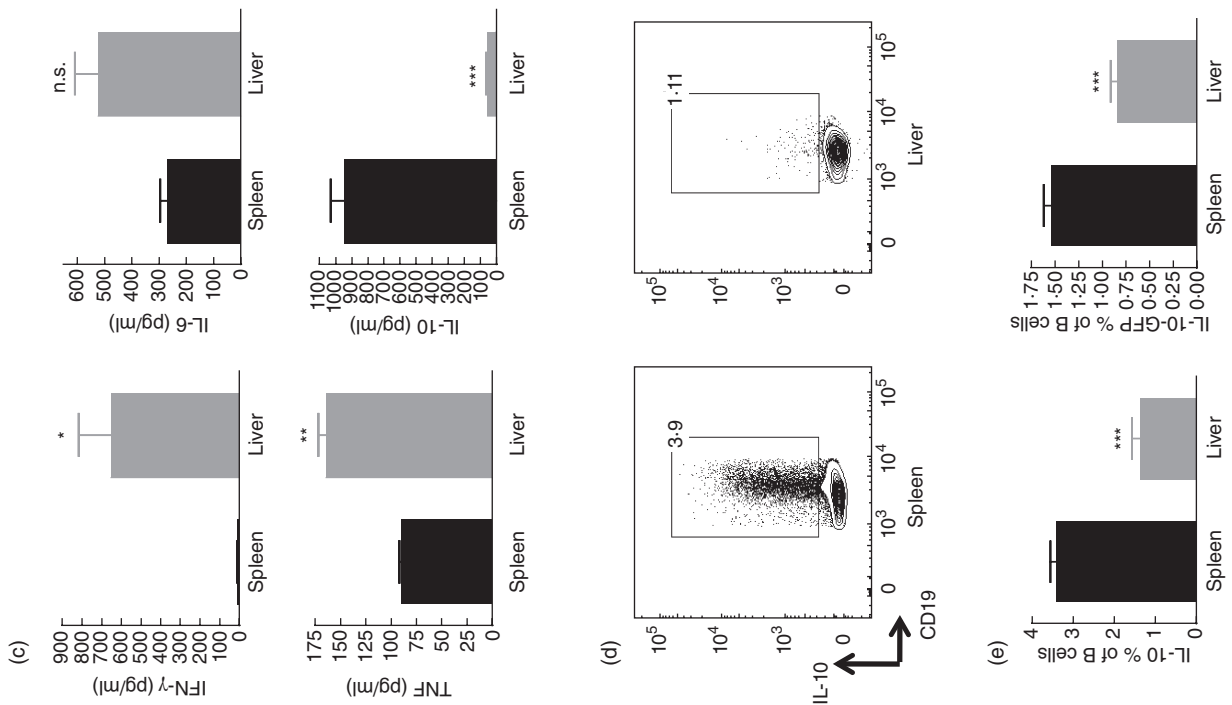 (c)
900
800
700
600
500
400
300
200
100
0
IFN-γ (pg/ml)
*
Spleen
Liver
600
500
400
300
200
100
0
IL-6 (pg/ml)
n.s.
Spleen
Liver
175
150
125
100
75
50
25
0
TNF (pg/ml)
**
Spleen
Liver
1100
1000
900
800
700
600
500
400
300
200
100
0
IL-10 (pg/ml)
***
Spleen
Liver
(d)
10⁵
10⁴
10³
0
3·9
0 10³ 10⁴ 10⁵
Spleen
10⁵
10⁴
10³
0
1·11
0 10³ 10⁴ 10⁵
Liver
IL-10
CD19
(e)
4
3
2
1
0
IL-10 % of B cells
***
Spleen
Liver
1·75
1·50
1·25
1·00
0·75
0·50
0·25
0·00
IL-10-GFP % of B cells
***
Spleen
Liver